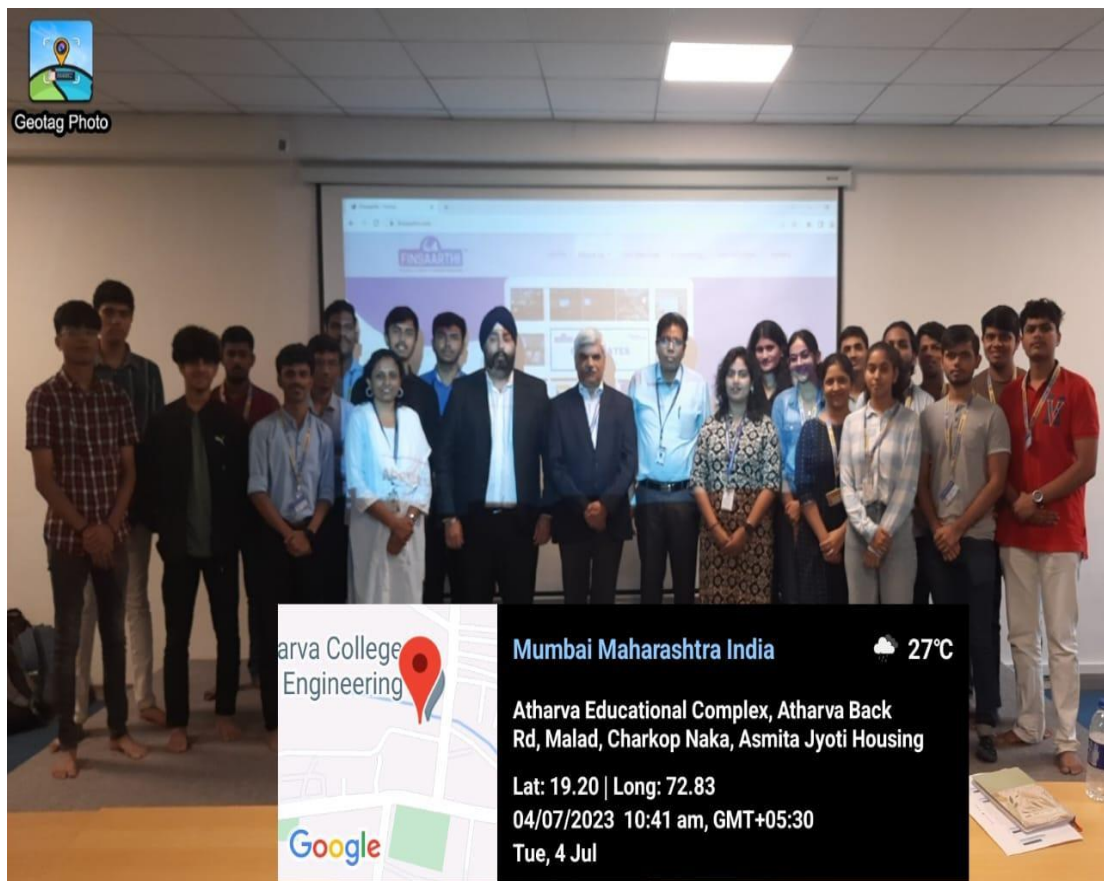 Geotag Photo
FINSAARTHI
V
arva College
Engineering
Google
Mumbai Maharashtra India
27°C
Atharva Educational Complex, Atharva Back
Rd, Malad, Charkop Naka, Asmita Jyoti Housing
Lat: 19.20 | Long: 72.83
04/07/2023 10:41 am, GMT+05:30
Tue, 4 Jul